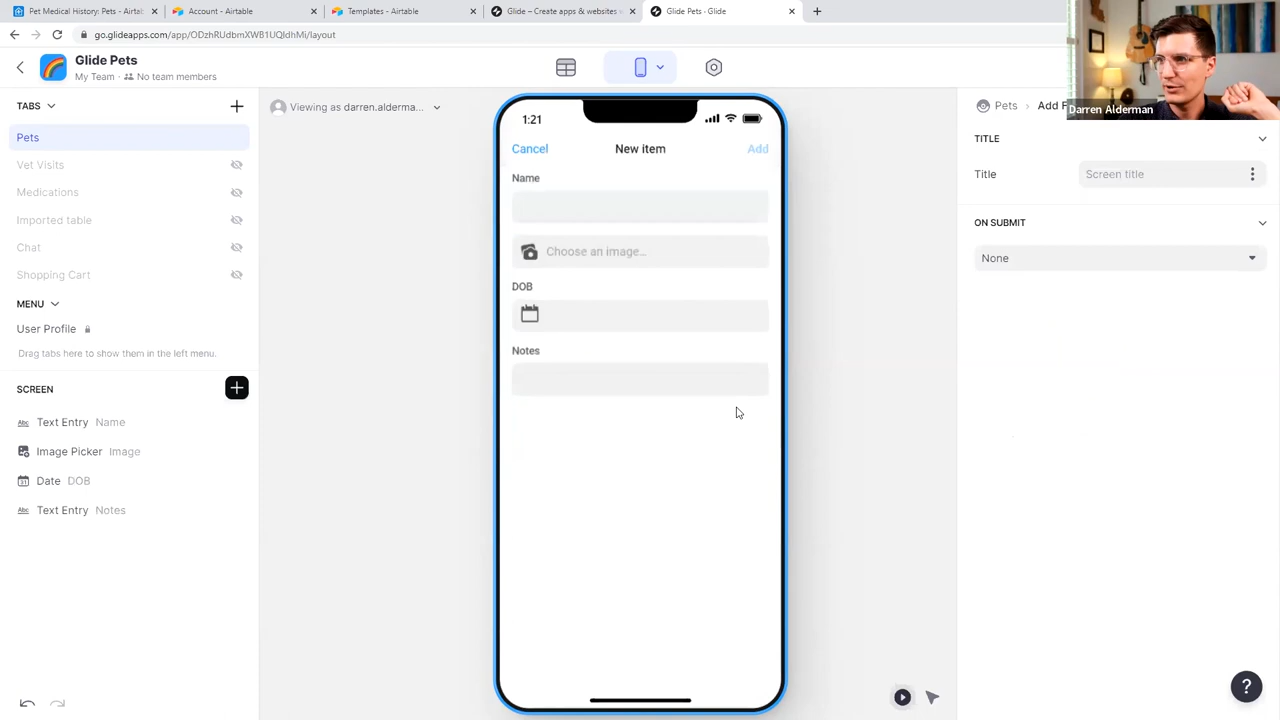 Pet Medical History: Pets - Airtab
Account - Airtable
Templates - Airtable
Glide – Create apps & websites w
Glide Pets · Glide
go.glideapps.com/app/ODzhRUdbmXWB1UQIdhMi/layout
Glide Pets
My Team · No team members
Darren Alderman
TABS
Pets
Vet Visits
Medications
Imported table
Chat
Shopping Cart
MENU
User Profile
Drag tabs here to show them in the left menu.
SCREEN
Text Entry Name
Image Picker Image
Date DOB
Text Entry Notes
Viewing as darren.alderma...
1:21
Cancel
New item
Add
Name
Choose an image...
DOB
Notes
Pets
Add
TITLE
Title
Screen title
ON SUBMIT
None
?